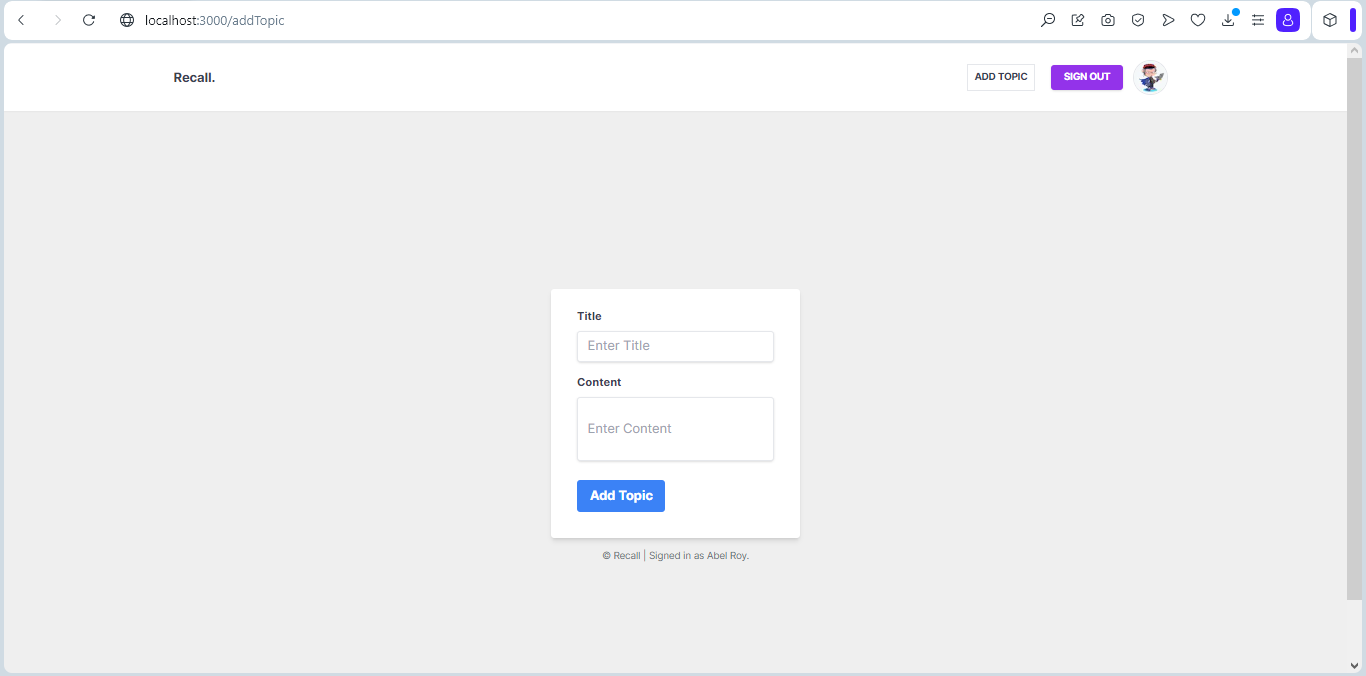 localhost:3000/addTopic
Recall.
ADD TOPIC
SIGN OUT
Title
Enter Title
Content
Enter Content
Add Topic
© Recall | Signed in as Abel Roy.